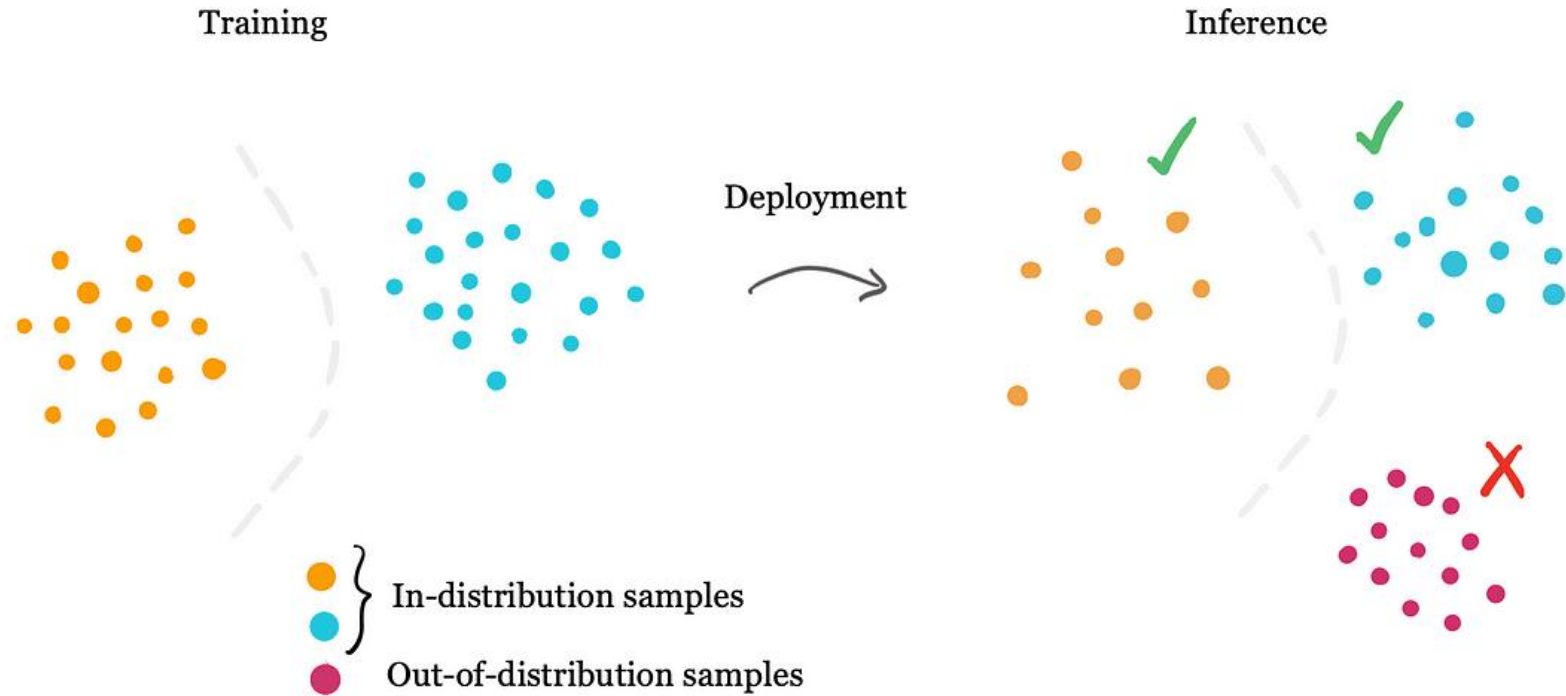 Training
Inference
Deployment
In-distribution samples
Out-of-distribution samples